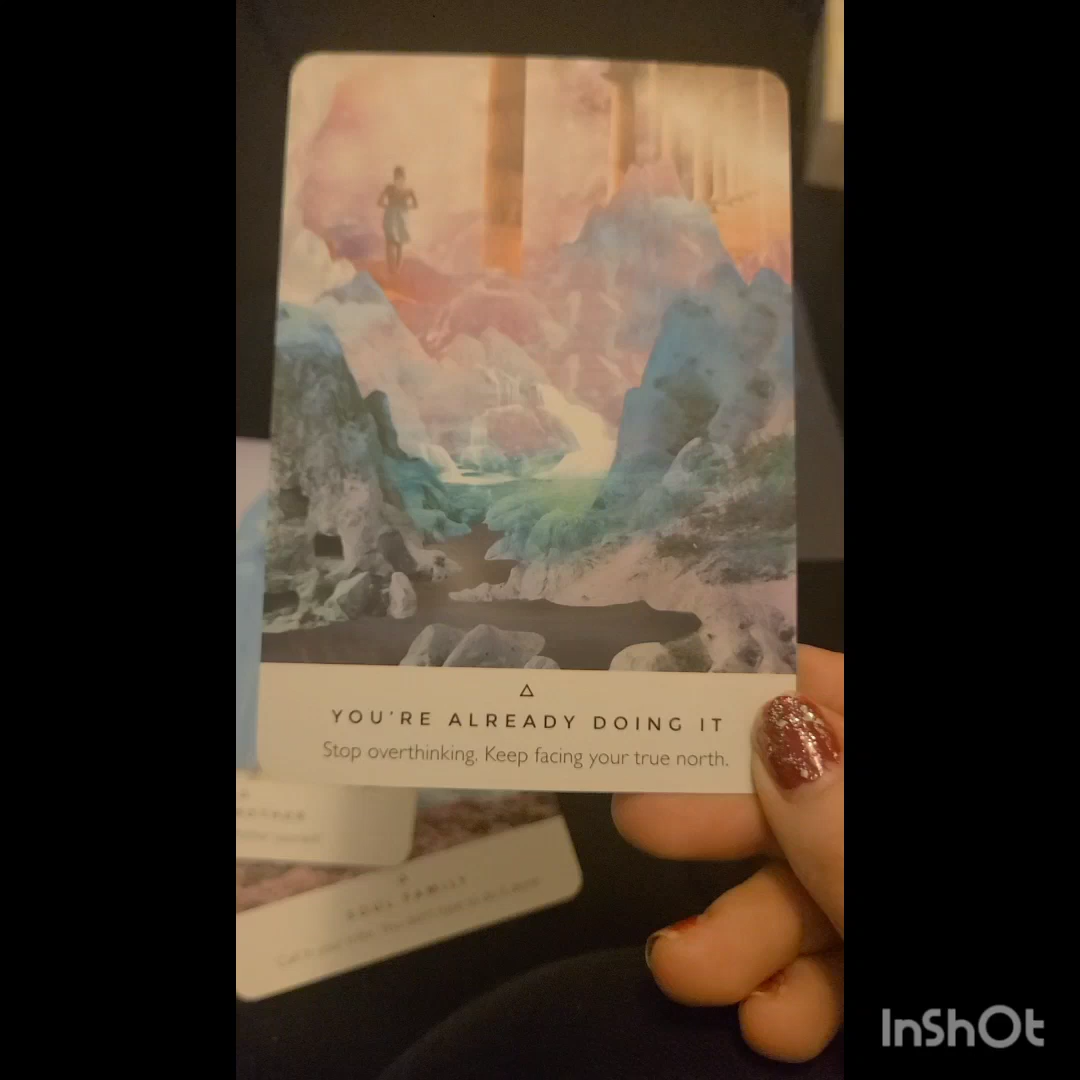 YOU'RE ALREADY DOING IT
Stop overthinking. Keep facing your true north.
SOUL FAMILY
InShOt